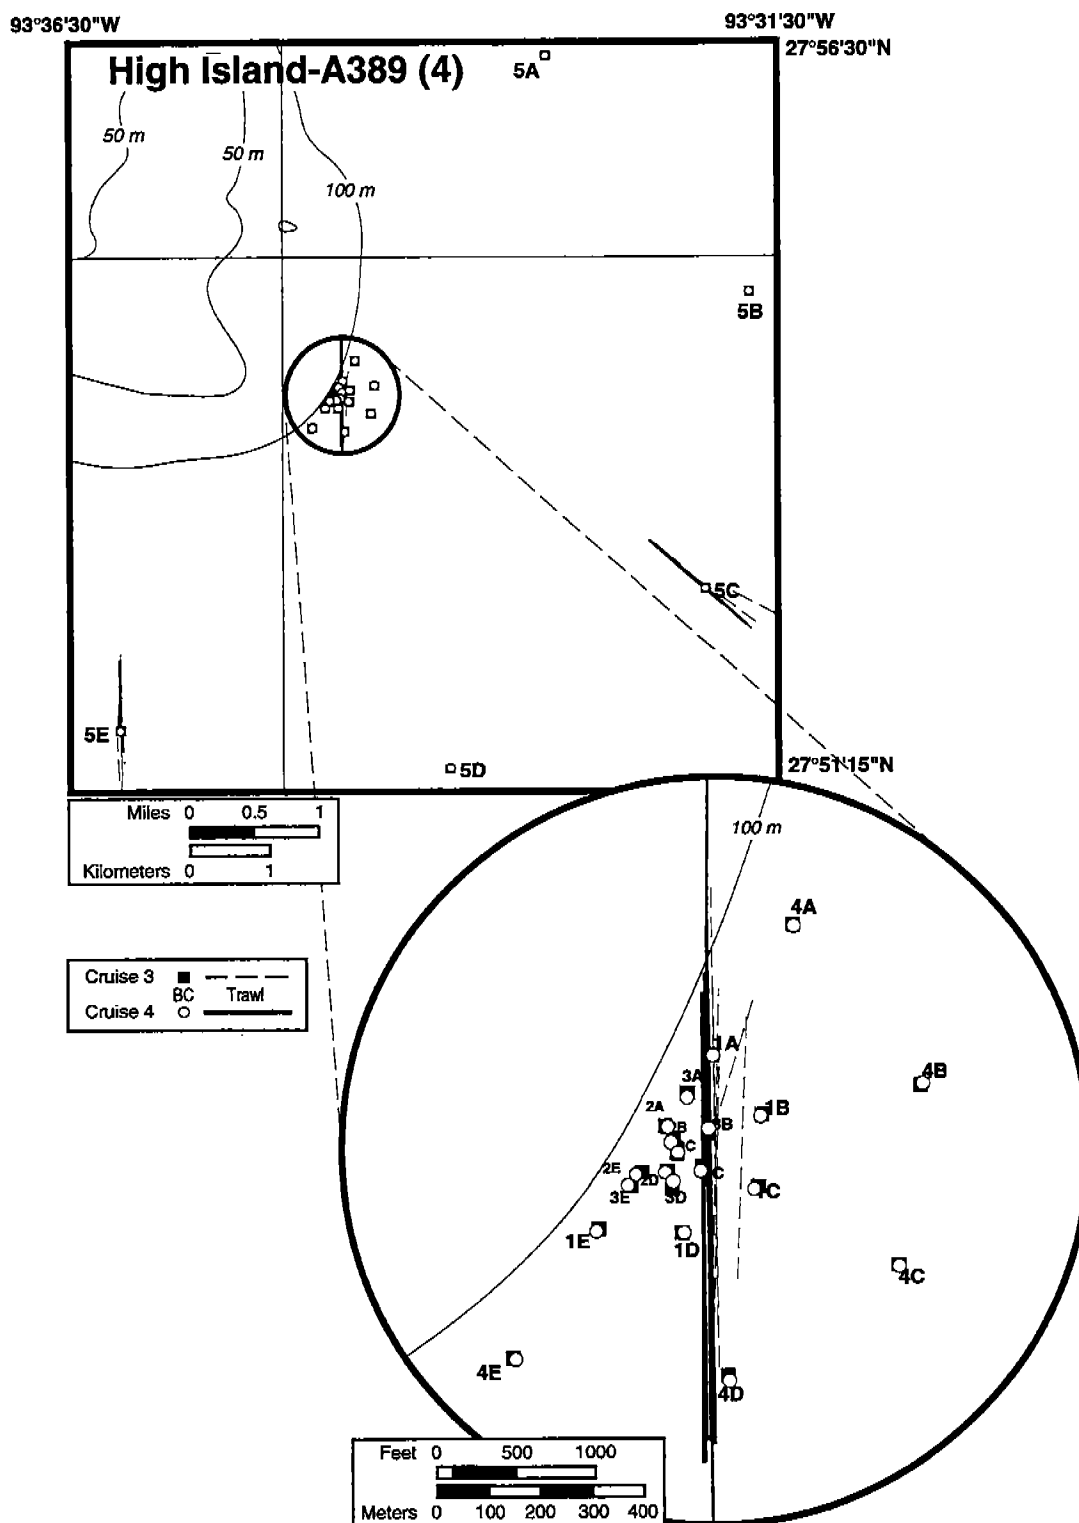 93°36'30"W
93°31'30"W
27°56'30"N
High Island-A389 (4)
5A
50 m
50 m
100 m
5B
5C
5E
5D
27°51'15"N
Miles 0 0.5 1
Kilometers 0 1
100 m
4A
Cruise 3
BC Trawl
Cruise 4
1A
3A
4B
2A
1B
B
3B
C
2E
2D
C
3E
3D
1C
1E
1D
4C
4E
4D
Feet 0 500 1000
Meters 0 100 200 300 400